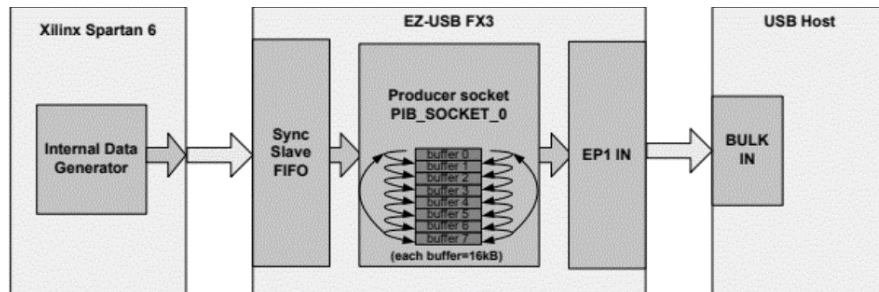 Xilinx Spartan 6
EZ-USB FX3
USB Host
Internal Data
Generator
Sync
Slave
FIFO
Producer socket
PIB_SOCKET_0
buffer 0
buffer 1
buffer 2
buffer 3
buffer 4
buffer 5
buffer 6
buffer 7
(each buffer=16kB)
EP1 IN
BULK
IN